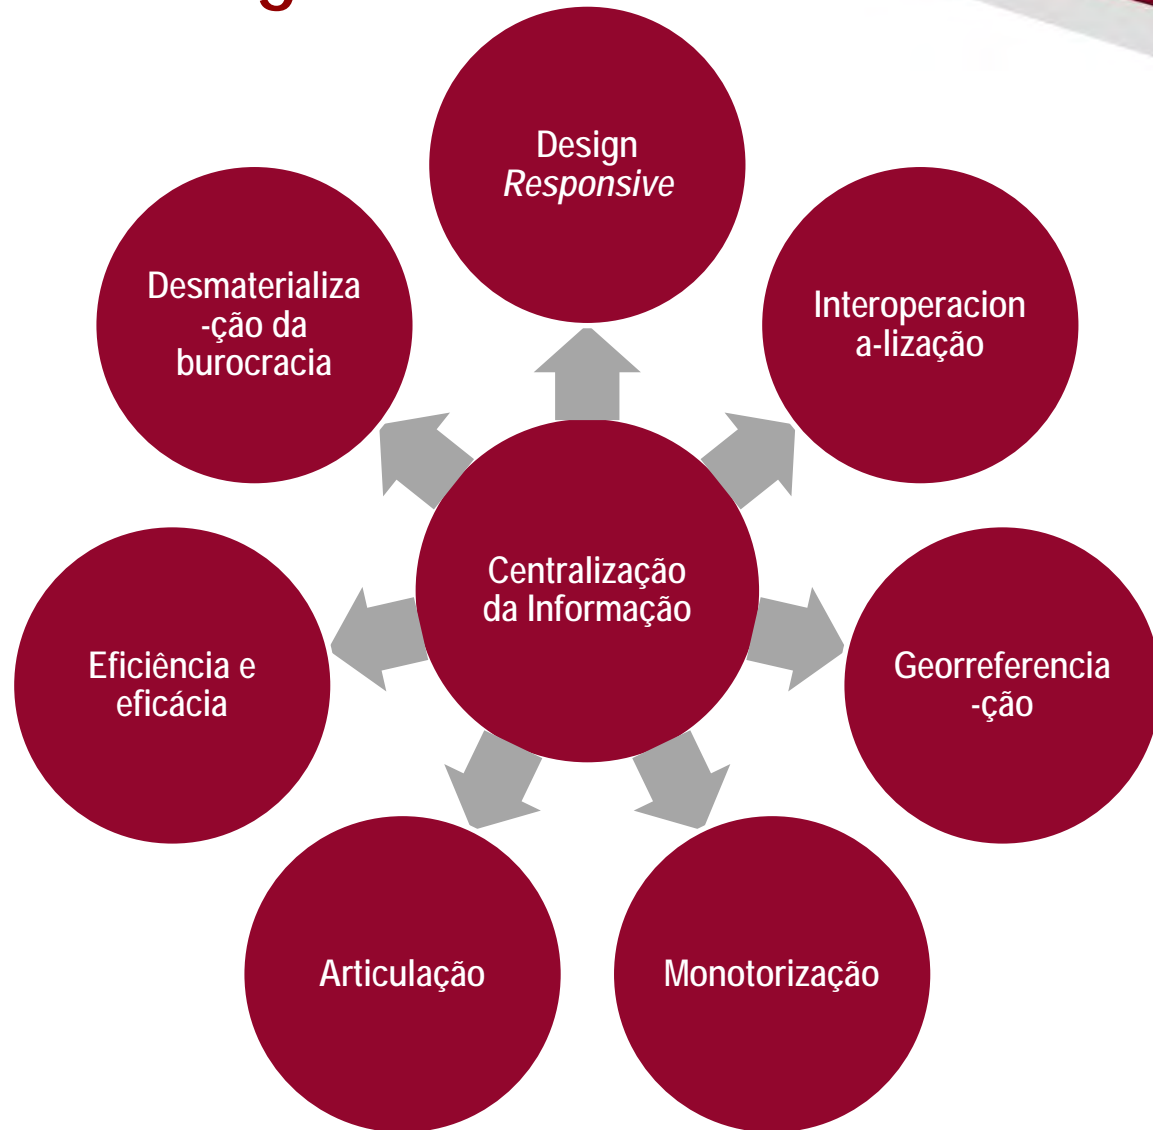 Design
Responsive
Desmaterializa
-ção da
burocracia
Interoperacion
a-lização
Centralização
da Informação
Eficiência e
eficácia
Georreferencia
-ção
Articulação
Monotorização